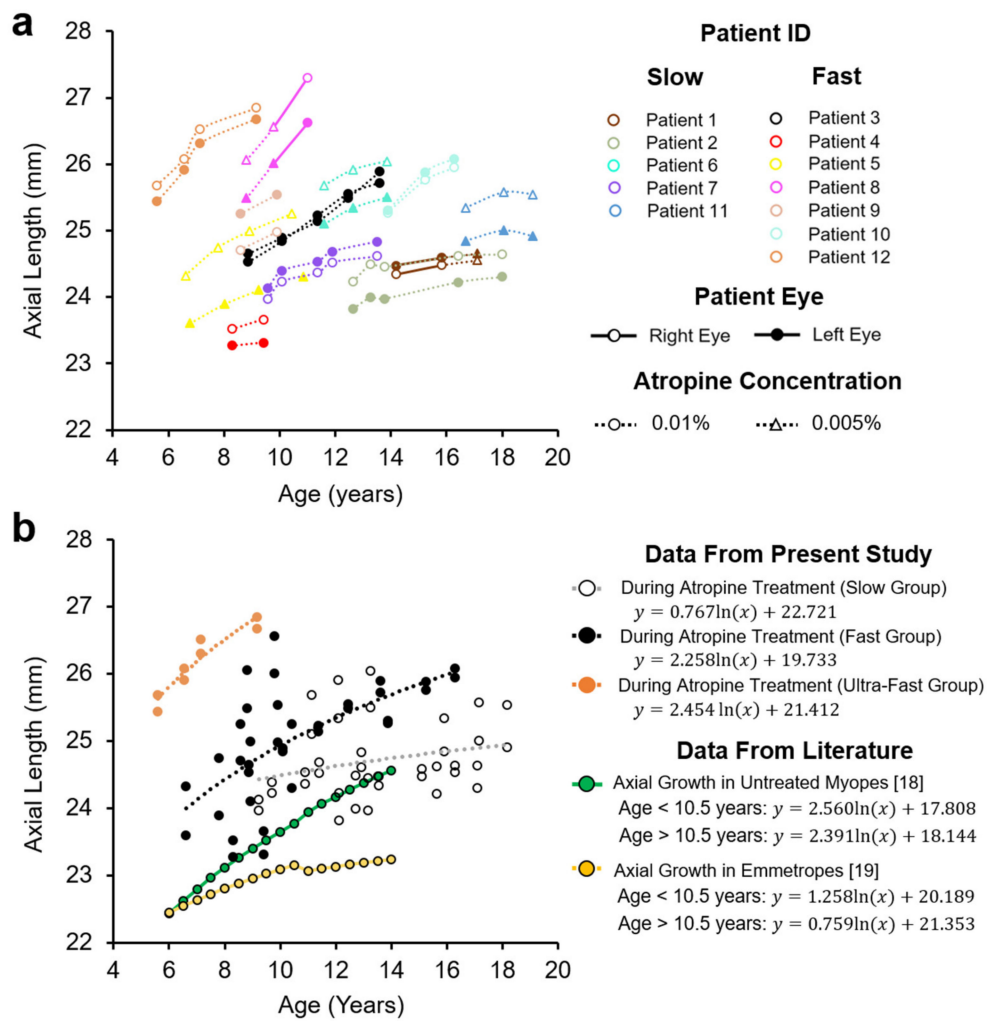 a
28
27
26
25
24
23
22
Axial Length (mm)
4 6 8 10 12 14 16 18 20
Age (years)
Patient ID
Slow
Patient 1
Patient 2
Patient 6
Patient 7
Patient 11
Fast
Patient 3
Patient 4
Patient 5
Patient 8
Patient 9
Patient 10
Patient 12
Patient Eye
Right Eye Left Eye
Atropine Concentration
0.01% 0.005%
b
28
27
26
25
24
23
22
Axial Length (mm)
4 6 8 10 12 14 16 18 20
Age (Years)
Data From Present Study
During Atropine Treatment (Slow Group)
y = 0.767ln(x) + 22.721
During Atropine Treatment (Fast Group)
y = 2.258ln(x) + 19.733
During Atropine Treatment (Ultra-Fast Group)
y = 2.454 ln(x) + 21.412
Data From Literature
Axial Growth in Untreated Myopes [18]
Age < 10.5 years: y = 2.560ln(x) + 17.808
Age > 10.5 years: y = 2.391ln(x) + 18.144
Axial Growth in Emmetropes [19]
Age < 10.5 years: y = 1.258ln(x) + 20.189
Age > 10.5 years: y = 0.759ln(x) + 21.353